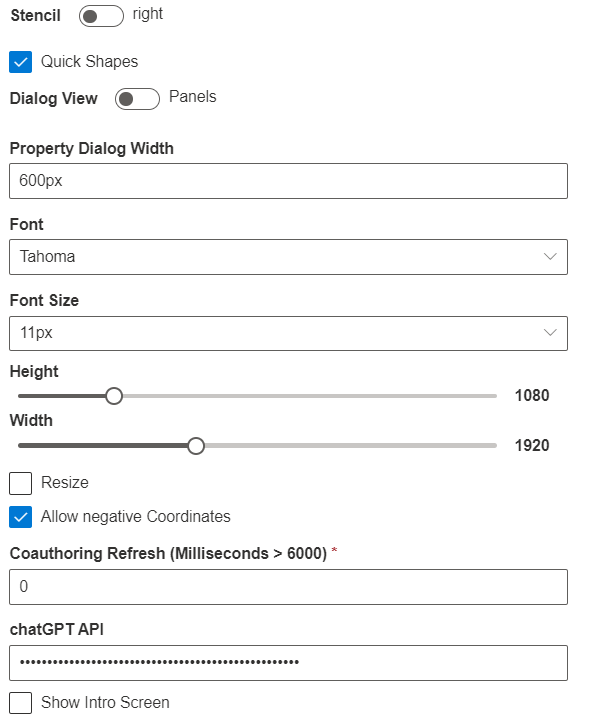 Stencil right
Quick Shapes
Dialog View Panels
Property Dialog Width
600px
Font
Tahoma
Font Size
11px
Height
1080
Width
1920
Resize
Allow negative Coordinates
Coauthoring Refresh (Milliseconds > 6000) *
0
chatGPT API
Show Intro Screen